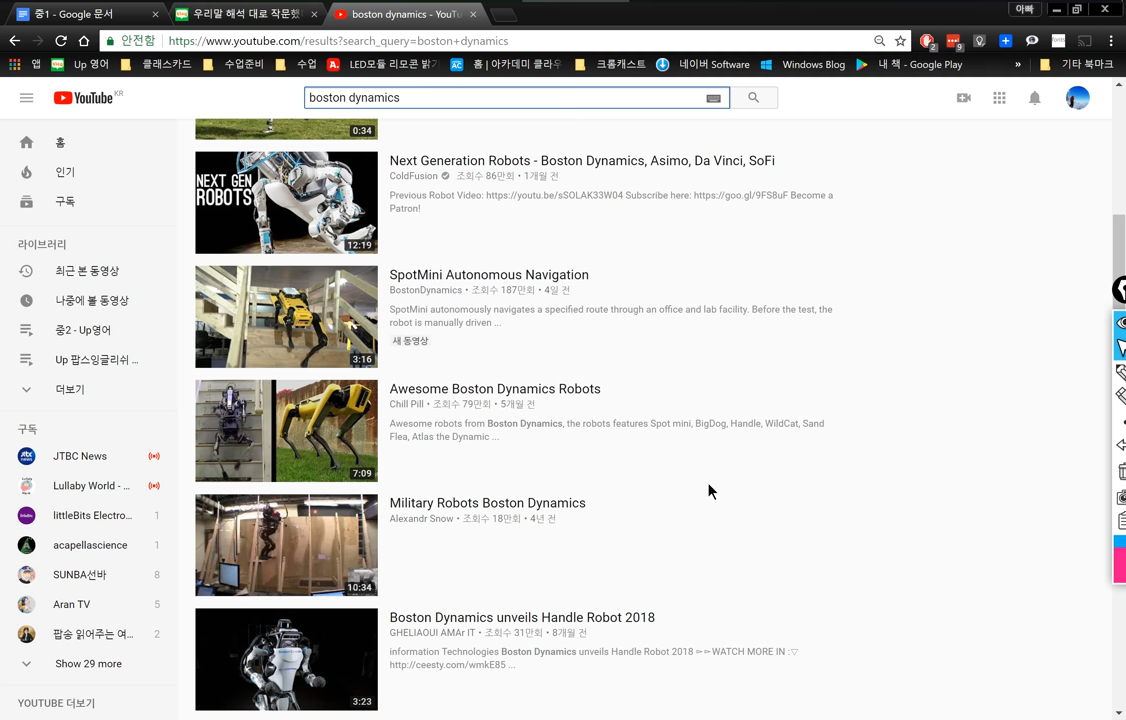 중1 - Google 문서
우리말 해석 대로 작문했
boston dynamics - YouTu
아빠
안전함
https://www.youtube.com/results?search_query=boston+dynamics
2
9
fonts
앱
Up 영어
클래스카드
수업준비
수업
LED모듈 리모콘 밝기
홈 | 아카데미 클라우
크롬캐스트
네이버 Software
Windows Blog
내 책 - Google Play
»
기타 북마크
YouTube KR
boston dynamics
홈
인기
구독
라이브러리
최근 본 동영상
나중에 볼 동영상
중2 - Up영어
Up 팝스잉글리쉬 ...
더보기
구독
JTBC News
Lullaby World - ...
littleBits Electro... 1
acapellascience 1
SUNBA선바 8
Aran TV 5
팝송 읽어주는 여... 2
Show 29 more
YOUTUBE 더보기
0:34
NEXT GEN
ROBOTS
12:19
Next Generation Robots - Boston Dynamics, Asimo, Da Vinci, SoFi
ColdFusion 조회수 86만회 • 1개월 전
Previous Robot Video: https://youtu.be/sSOLAK33W04 Subscribe here: https://goo.gl/9FS8uF Become a
Patron!
3:16
SpotMini Autonomous Navigation
BostonDynamics • 조회수 187만회 • 4일 전
SpotMini autonomously navigates a specified route through an office and lab facility. Before the test, the
robot is manually driven ...
새 동영상
7:09
Awesome Boston Dynamics Robots
Chill Pill • 조회수 79만회 • 5개월 전
Awesome robots from Boston Dynamics, the robots features Spot mini, BigDog, Handle, WildCat, Sand
Flea, Atlas the Dynamic ...
10:34
Military Robots Boston Dynamics
Alexandr Snow • 조회수 18만회 • 4년 전
3:23
Boston Dynamics unveils Handle Robot 2018
GHELIAOUI AMAr IT • 조회수 31만회 • 8개월 전
information Technologies Boston Dynamics unveils Handle Robot 2018 ➣➣WATCH MORE IN :▽
http://ceesty.com/wmkE85 ...